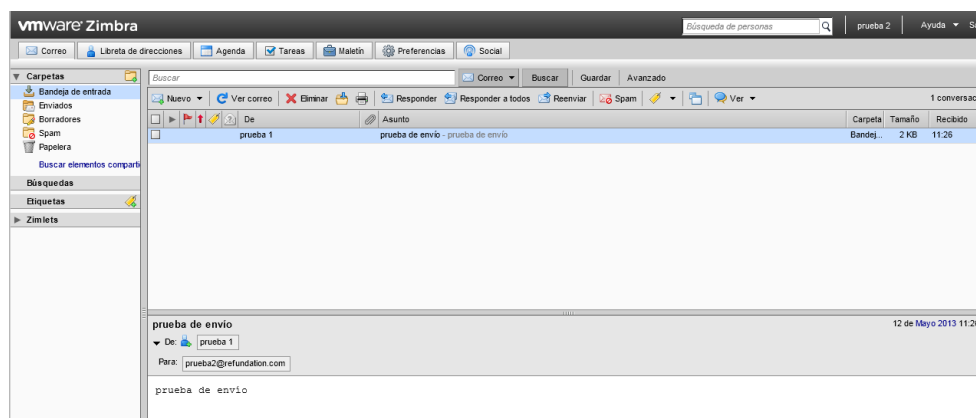 vmware Zimbra
Búsqueda de personas
prueba 2
Ayuda
Correo
Libreta de direcciones
Agenda
Tareas
Maletín
Preferencias
Social
Carpetas
Bandeja de entrada
Enviados
Borradores
Spam
Papelera
Buscar elementos comparti
Búsquedas
Etiquetas
Zimlets
Buscar
Correo
Buscar
Guardar
Avanzado
Nuevo
Ver correo
Eliminar
Responder
Responder a todos
Reenviar
Spam
Ver
1 conversac
De
Asunto
Carpeta
Tamaño
Recibido
prueba 1
prueba de envío - prueba de envío
Bandej...
2 KB
11:26
prueba de envío
12 de Mayo 2013 11:26
De: prueba 1
Para: prueba2@refundation.com
prueba de envío